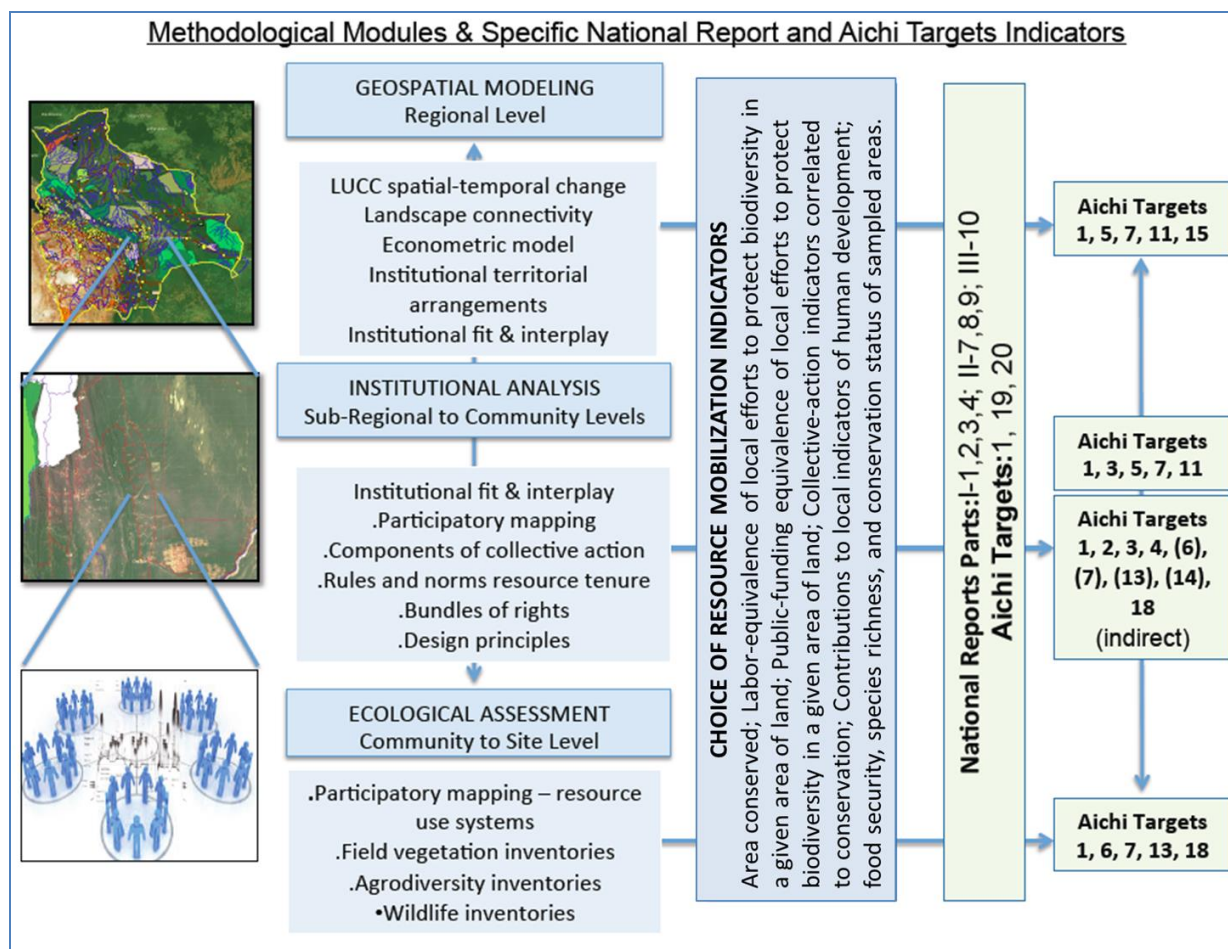 Methodological Modules & Specific National Report and Aichi Targets Indicators
GEOSPATIAL MODELING
Regional Level
LUCC spatial-temporal change
Landscape connectivity
Econometric model
Institutional territorial
arrangements
Institutional fit & interplay
INSTITUTIONAL ANALYSIS
Sub-Regional to Community Levels
Institutional fit & interplay
.Participatory mapping
.Components of collective action
.Rules and norms resource tenure
.Bundles of rights
.Design principles
ECOLOGICAL ASSESSMENT
Community to Site Level
.Participatory mapping – resource
use systems
.Field vegetation inventories
.Agrodiversity inventories
•Wildlife inventories
CHOICE OF RESOURCE MOBILIZATION INDICATORS
Area conserved; Labor-equivalence of local efforts to protect biodiversity in
a given area of land; Public-funding equivalence of local efforts to protect
biodiversity in a given area of land; Collective-action indicators correlated
to conservation; Contributions to local indicators of human development;
food security, species richness, and conservation status of sampled areas.
National Reports Parts:I-1,2,3,4; II-7,8,9; III-10
Aichi Targets:1, 19, 20
Aichi Targets
1, 5, 7, 11, 15
Aichi Targets
1, 3, 5, 7, 11
Aichi Targets
1, 2, 3, 4, (6),
(7), (13), (14),
18
(indirect)
Aichi Targets
1, 6, 7, 13, 18